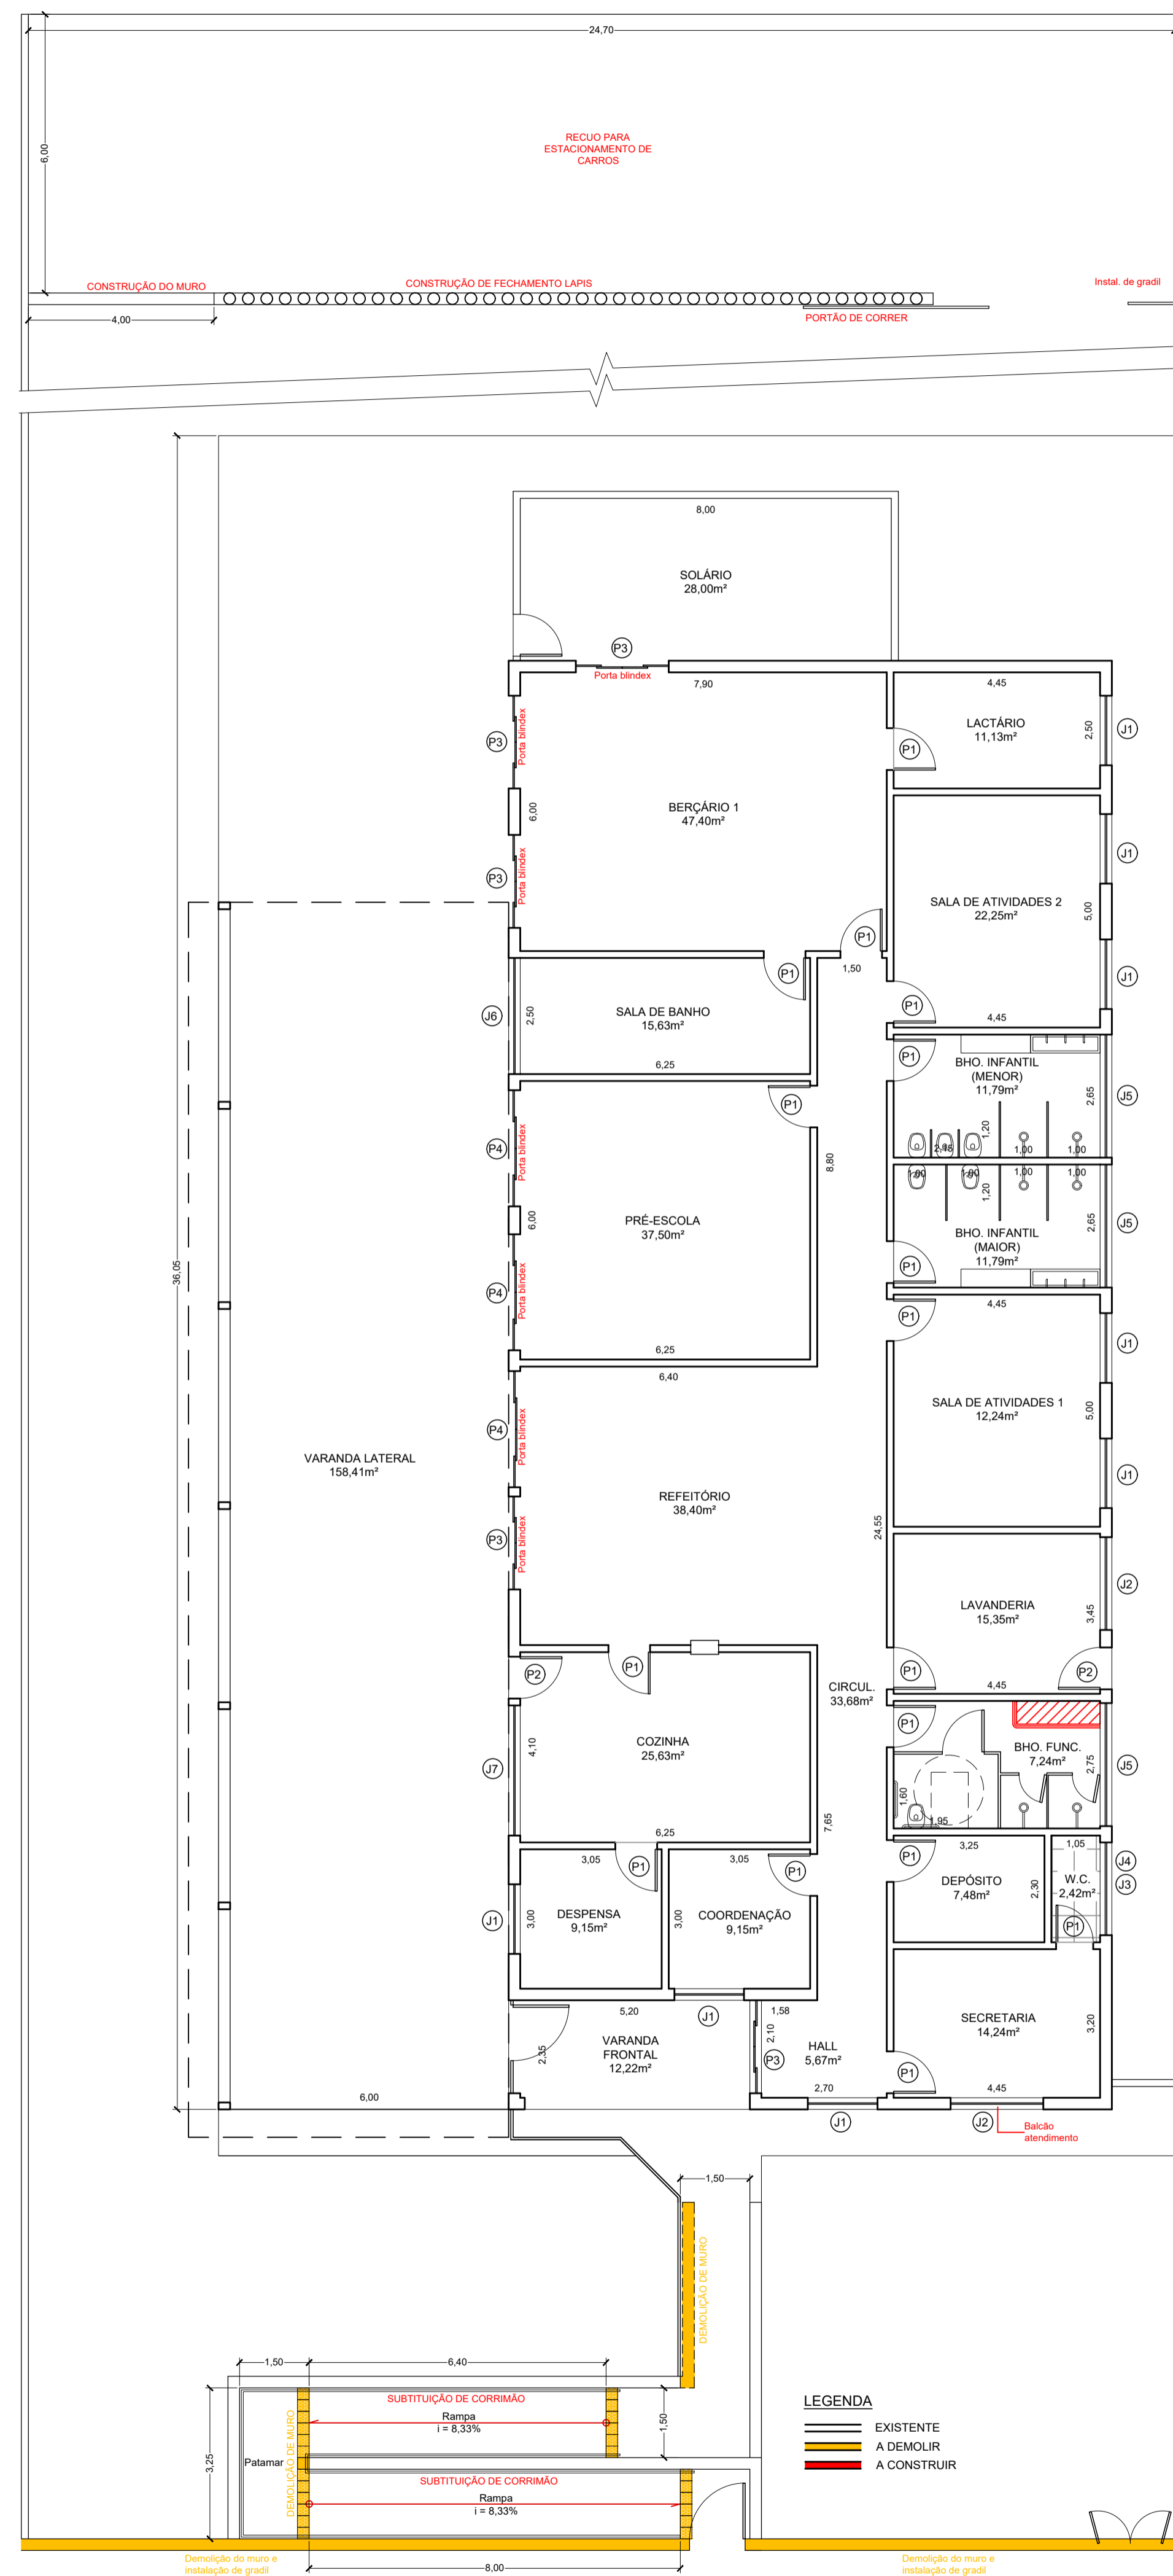 24,70
6,00
RECUO PARA
ESTACIONAMENTO DE
CARROS
CONSTRUÇÃO DO MURO
CONSTRUÇÃO DE FECHAMENTO LAPIS
Instal. de gradil
4,00
PORTÃO DE CORRER
36,05
8,00
SOLÁRIO
28,00m²
P3
Porta blindex
7,90
4,45
LACTÁRIO
11,13m²
2,50
J1
P1
P3
Porta blindex
BERÇÁRIO 1
47,40m²
6,00
P3
Porta blindex
J1
SALA DE ATIVIDADES 2
22,25m²
5,00
J1
P1
P1
1,50
P1
4,45
J6
2,50
SALA DE BANHO
15,63m²
6,25
P1
BHO. INFANTIL
(MENOR)
11,79m²
2,65
J5
1,20
2,15
1,00
1,00
P1
P4
Porta blindex
8,80
PRÉ-ESCOLA
37,50m²
6,00
P4
Porta blindex
6,25
1,00
1,00
1,00
1,00
1,20
2,65
J5
BHO. INFANTIL
(MAIOR)
11,79m²
P1
4,45
P1
J1
SALA DE ATIVIDADES 1
12,24m²
5,00
J1
6,40
P4
Porta blindex
VARANDA LATERAL
158,41m²
REFEITÓRIO
38,40m²
P3
Porta blindex
24,55
LAVANDERIA
15,35m²
3,45
J2
P1
P2
4,45
P2
P1
CIRCUL.
33,68m²
COZINHA
25,63m²
4,10
J7
6,25
7,65
P1
BHO. FUNC.
7,24m²
2,75
J5
1,60
1,95
3,05
P1
3,05
P1
DESPENSA
9,15m²
3,00
J1
COORDENAÇÃO
9,15m²
3,00
P1
3,25
DEPÓSITO
7,48m²
2,30
1,05
W.C.
2,42m²
P1
J4
J3
5,20
J1
VARANDA
FRONTAL
12,22m²
2,35
1,58
2,10
P3
HALL
5,67m²
2,70
J1
SECRETARIA
14,24m²
3,20
P1
4,45
J2
Balcão
atendimento
6,00
1,50
DEMOLIÇÃO DE MURO
1,50
6,40
SUBTITUIÇÃO DE CORRIMÃO
Rampa
i = 8,33%
1,50
3,25
Patamar
DEMOLIÇÃO DE MURO
SUBTITUIÇÃO DE CORRIMÃO
Rampa
i = 8,33%
LEGENDA
EXISTENTE
A DEMOLIR
A CONSTRUIR
Demolição do muro e
instalação de gradil
8,00
Demolição do muro e
instalação de gradil